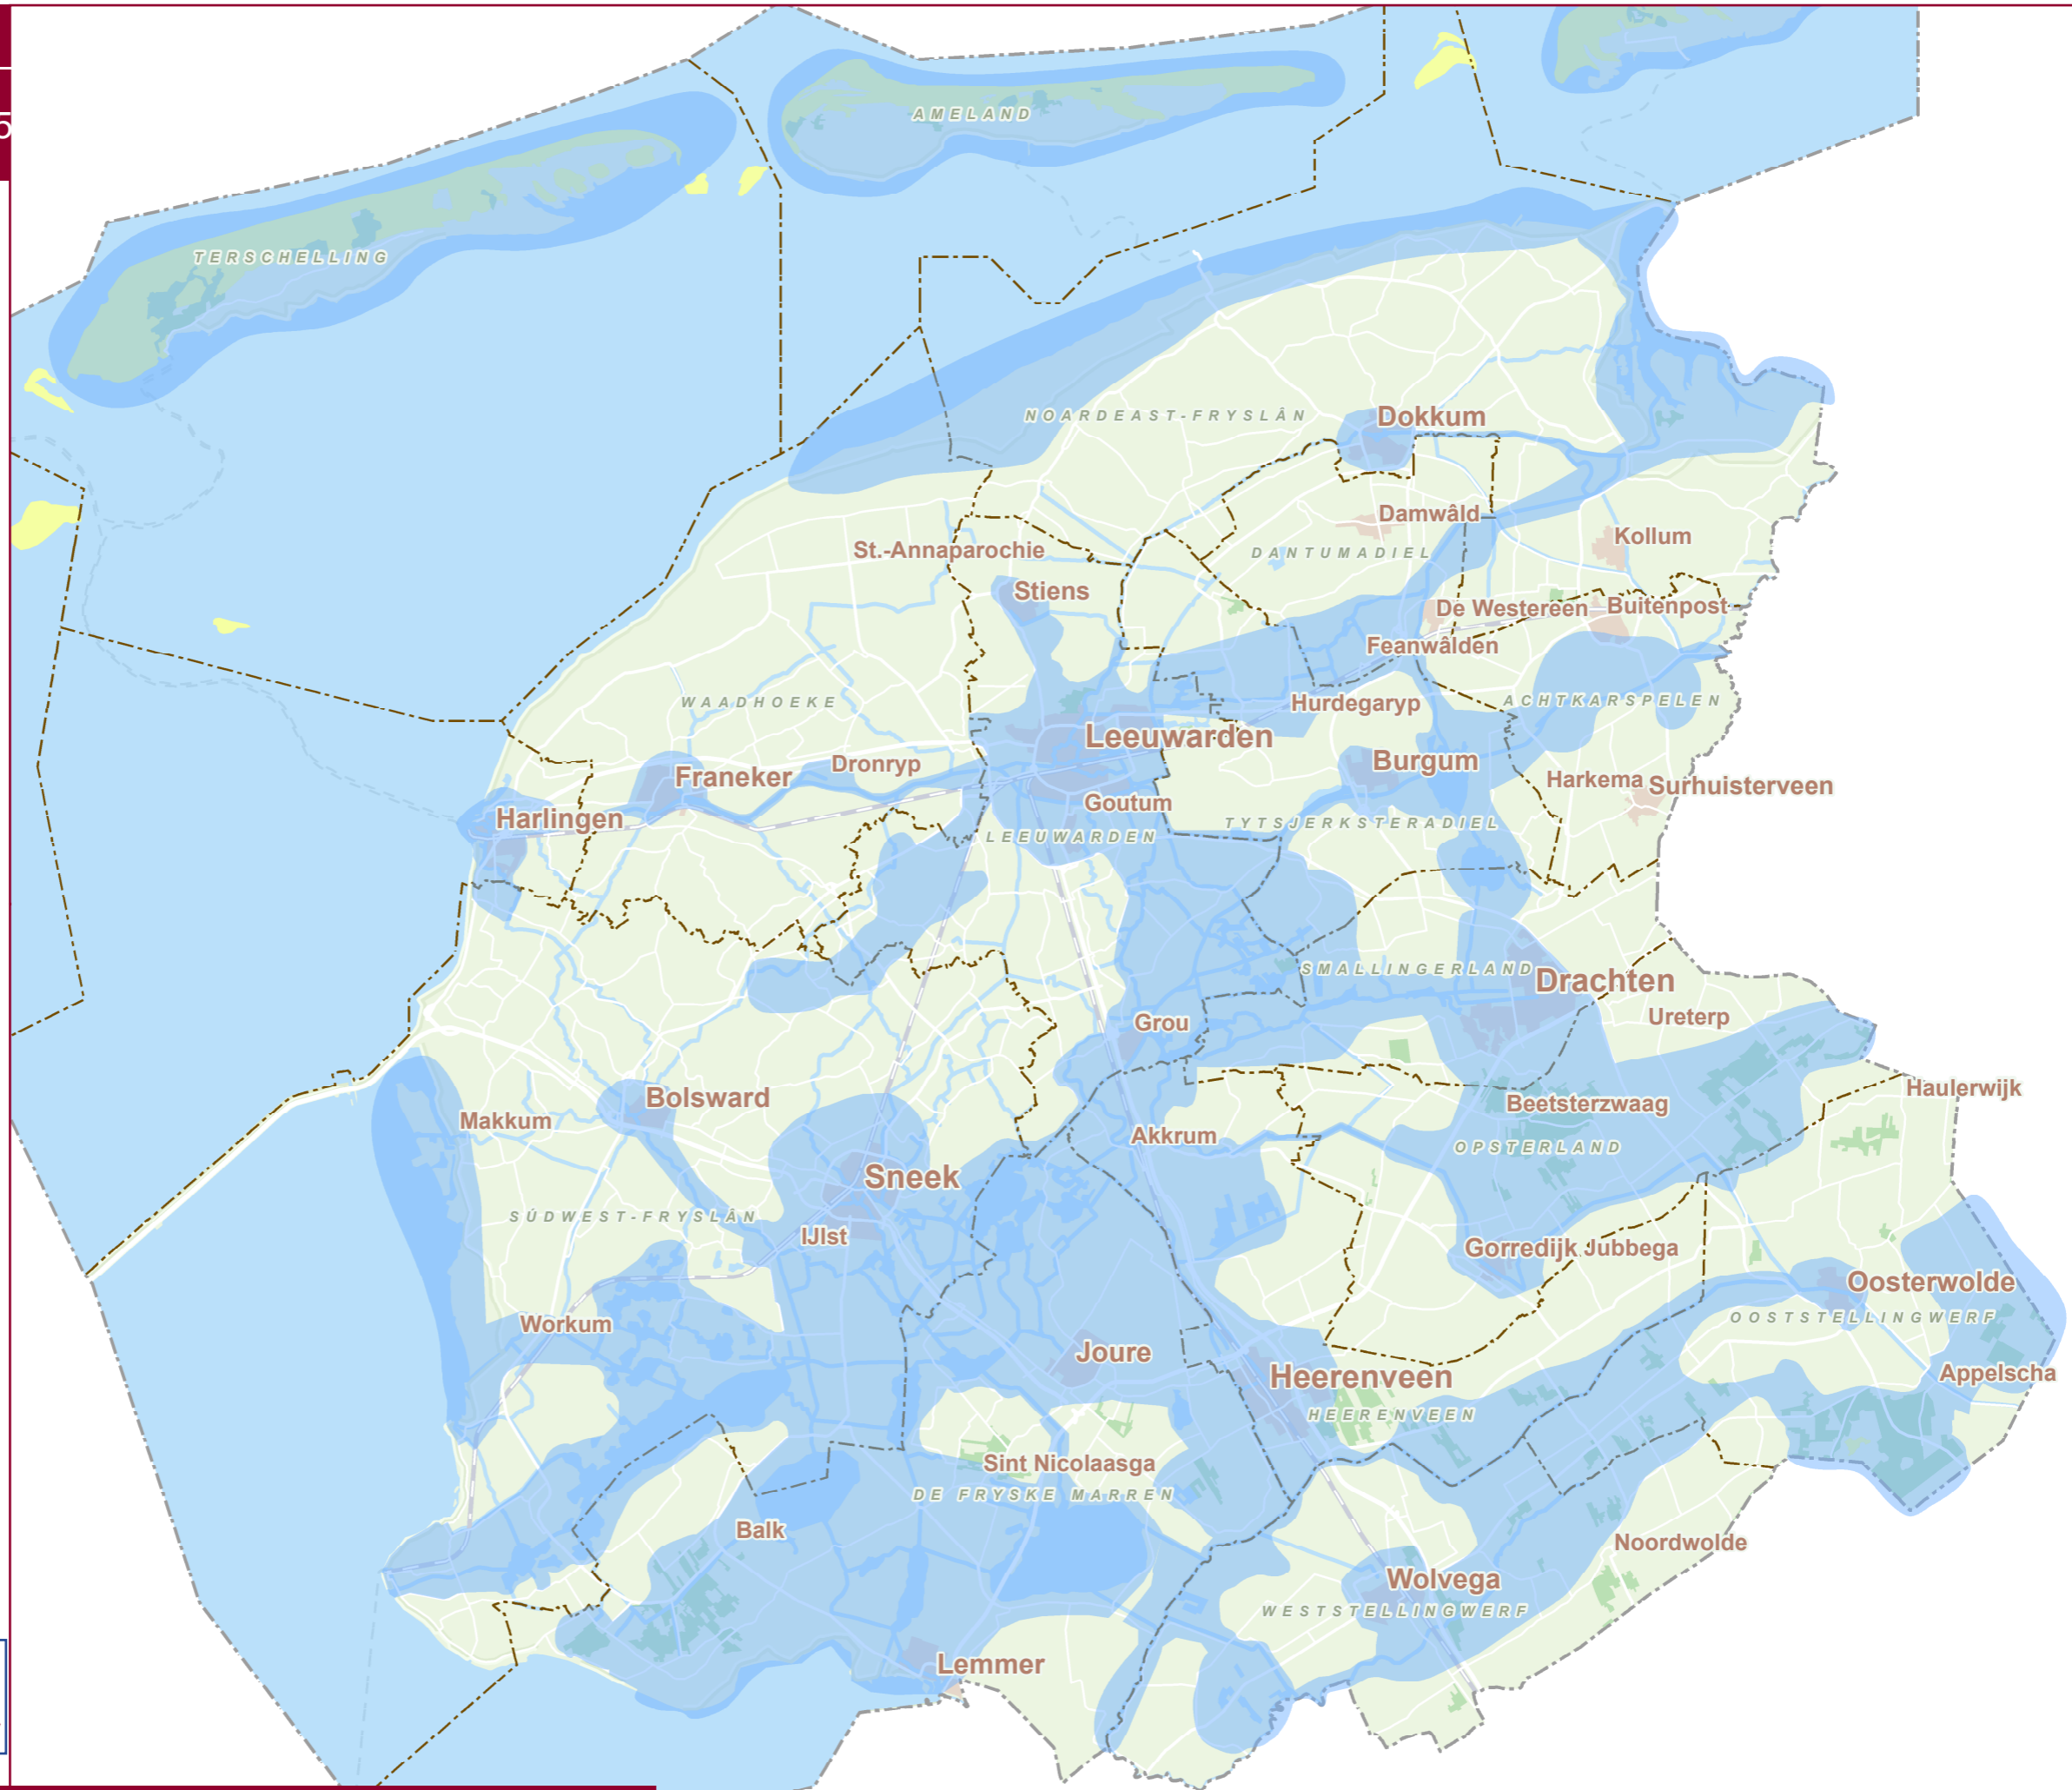 AMELAND
5
TERSCHELLING
NOARDEAST-FRYSLÂN
Dokkum
Damwâld
Kollum
St.-Annaparochie
DANTUMADIEL
Stiens
De Westereen
Buitenpost
Feanwâlden
WAADHOEKE
Hurdegaryp
ACHTKARSPELEN
Leeuwarden
Dronryp
Burgum
Franeker
Harkema
Surhuisterveen
Goutum
Harlingen
LEEUWARDEN
TYTSJERKSTERADIEL
SMALLINGERLAND
Drachten
Grou
Ureterp
Haulerwijk
Bolsward
Beetsterzwaag
Makkum
Akkrum
OPSTERLAND
Sneek
SÚDWEST-FRYSLÂN
IJlst
Gorredijk
Jubbega
Oosterwolde
Workum
OOSTSTELLINGWERF
Joure
Heerenveen
Appelscha
HEERENVEEN
Sint Nicolaasga
DE FRYSKE MARREN
Balk
Noordwolde
Wolvega
WESTSTELLINGWERF
Lemmer